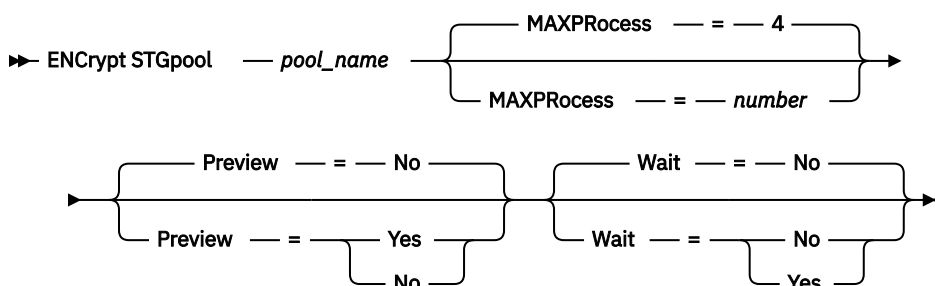 MAXPRocess = 4
ENCrypt STGpool pool_name
MAXPRocess = number
Preview = No
Wait = No
Preview = Yes
Wait = No
No
Yes